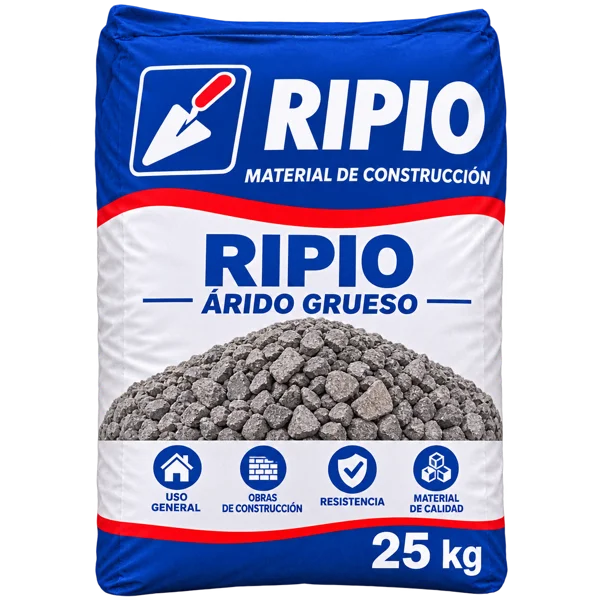 RIPIO
MATERIAL DE CONSTRUCCIÓN
RIPIO
ÁRIDO GRUESO
USO
GENERAL
OBRAS
DE CONSTRUCCIÓN
RESISTENCIA
MATERIAL
DE CALIDAD
25 kg